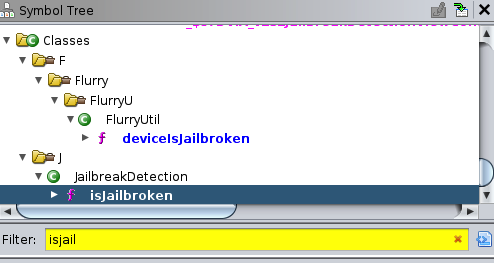 Symbol Tree
Classes
F
Flurry
FlurryU
FlurryUtil
f deviceIsJailbroken
J
JailbreakDetection
f isJailbroken
Filter: isjail